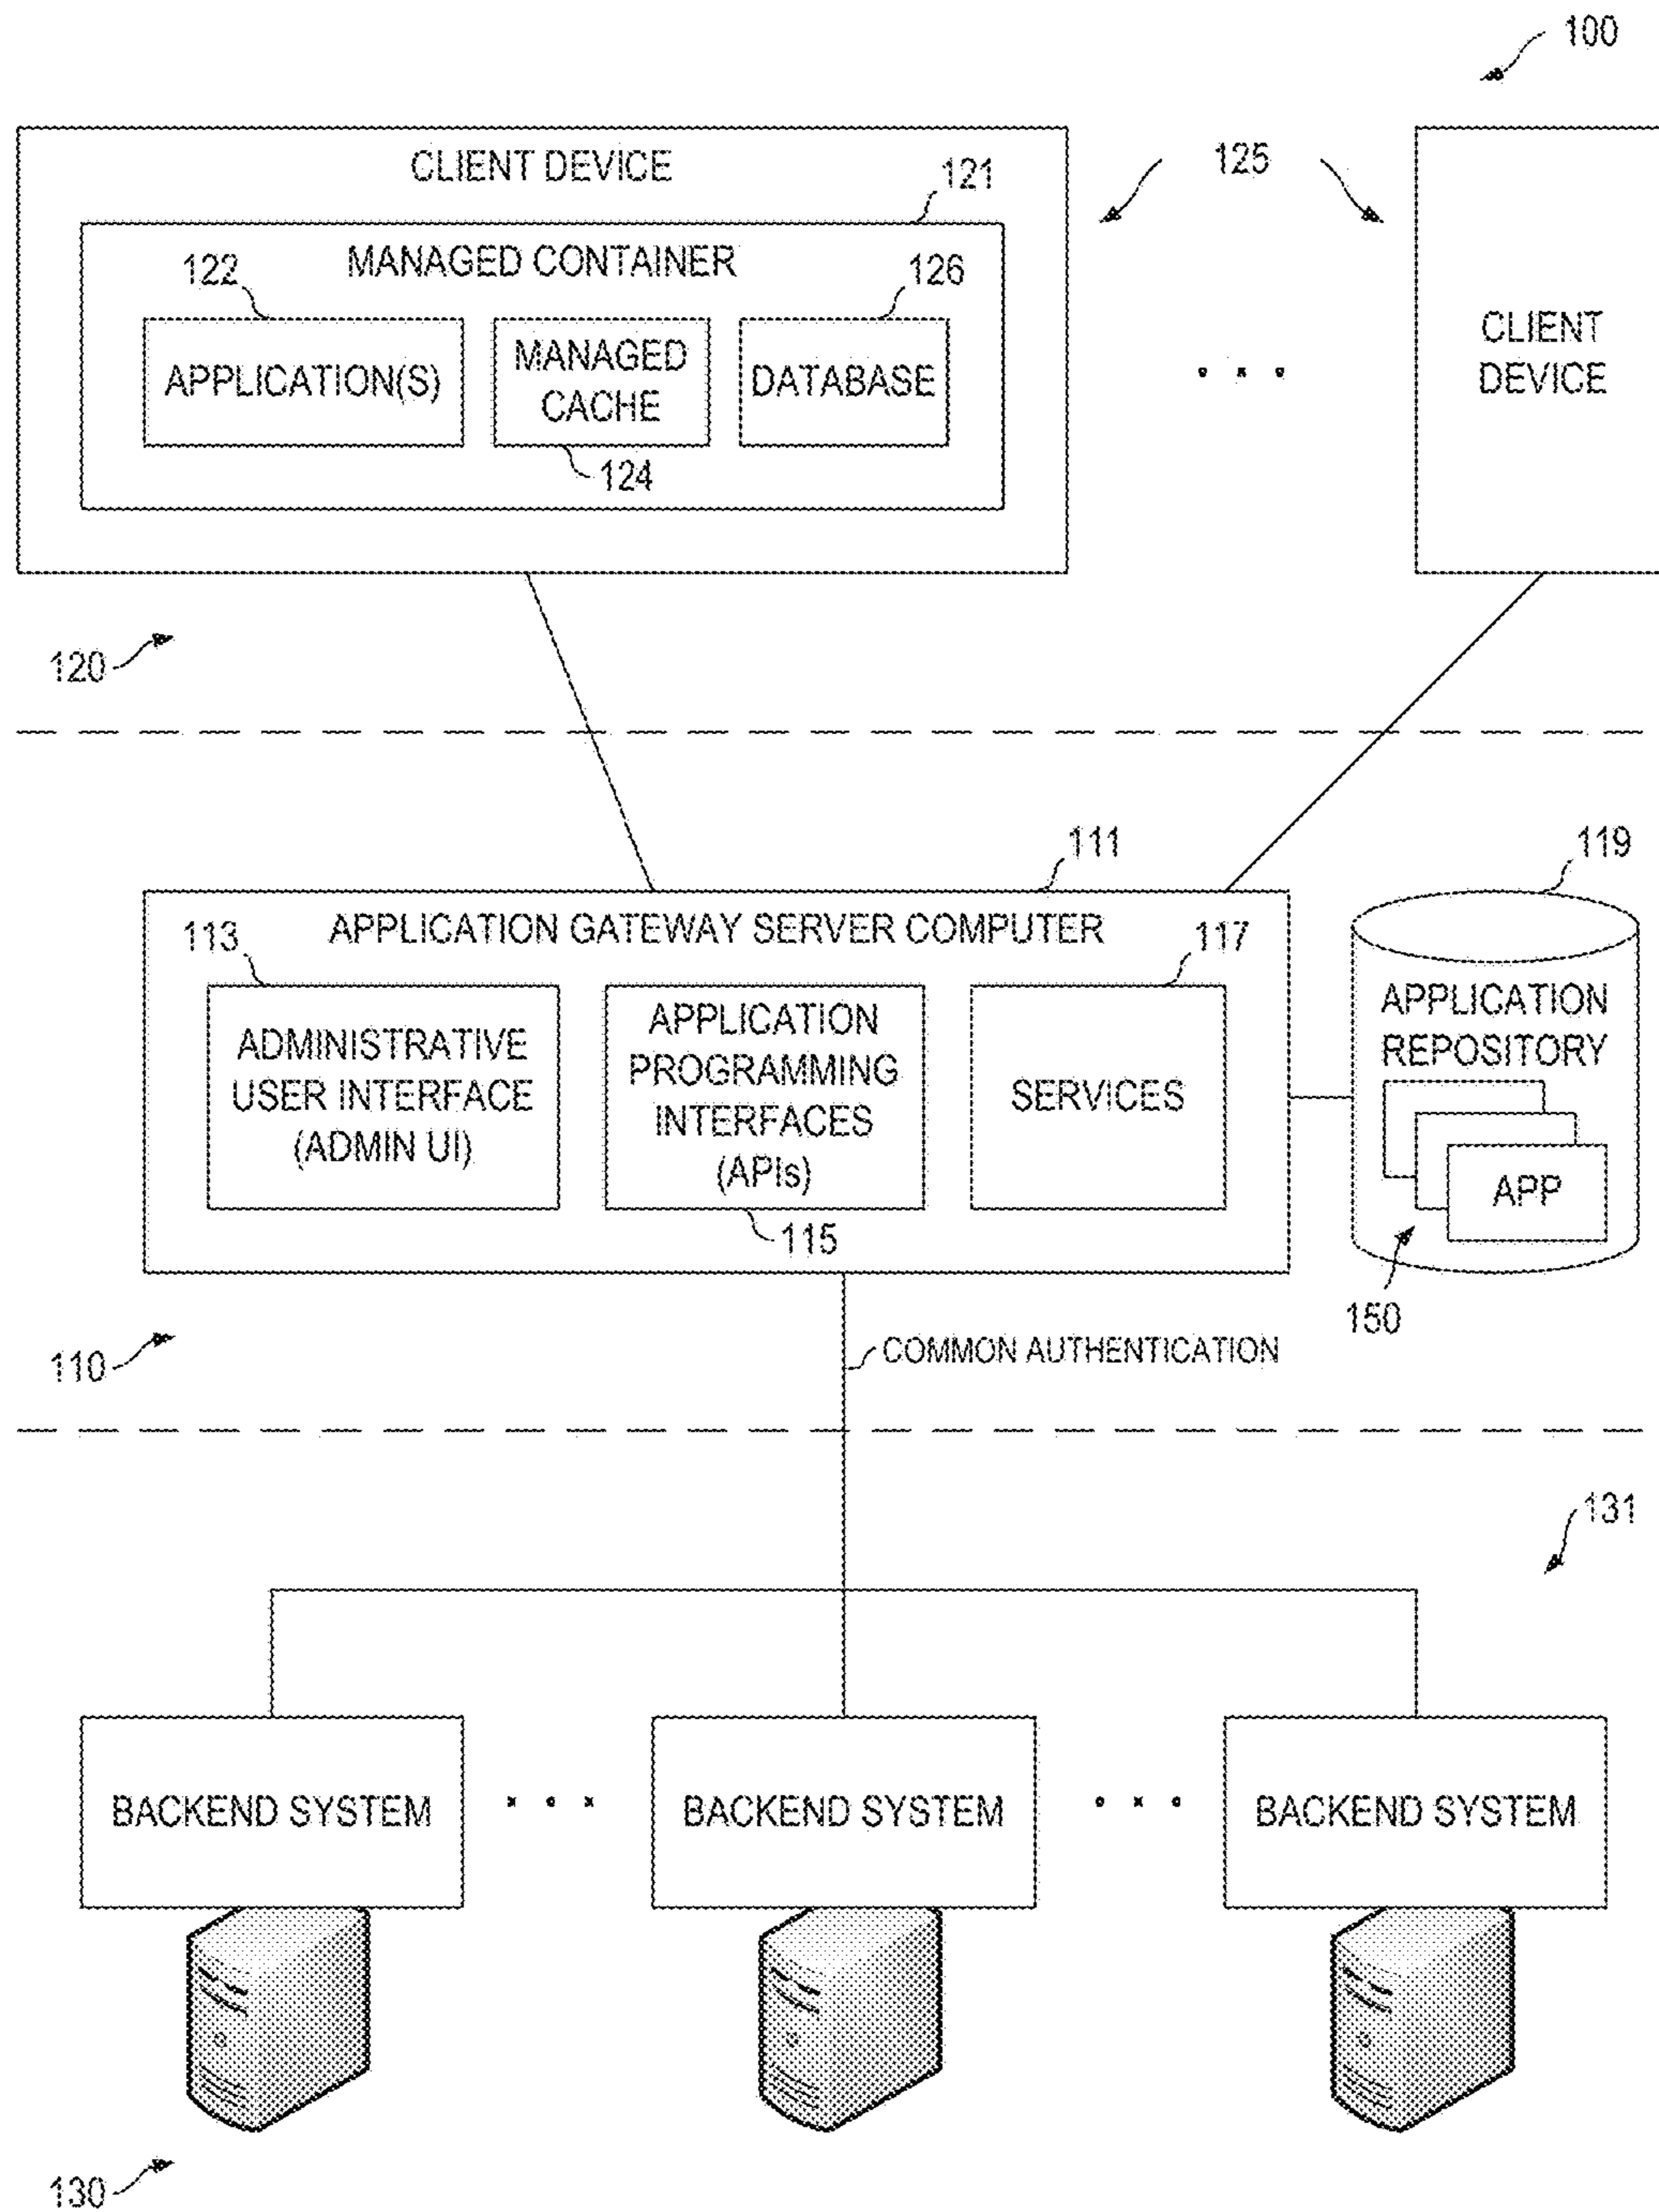 100
CLIENT DEVICE
121
125
MANAGED CONTAINER
122
126
APPLICATION(S)
MANAGED
CACHE
DATABASE
124
CLIENT
DEVICE
120
111
119
APPLICATION GATEWAY SERVER COMPUTER
113
117
ADMINISTRATIVE
USER INTERFACE
(ADMIN UI)
APPLICATION
PROGRAMMING
INTERFACES
(APIs)
115
SERVICES
APPLICATION
REPOSITORY
APP
150
110
COMMON AUTHENTICATION
131
BACKEND SYSTEM
BACKEND SYSTEM
BACKEND SYSTEM
130